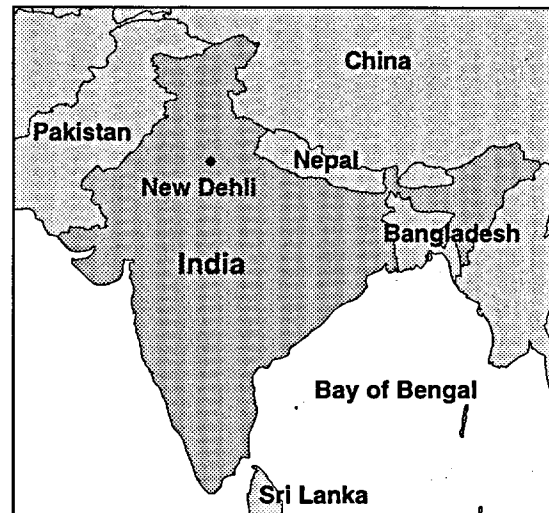 China
Pakistan
Nepal
New Dehli
Bangladesh
India
Bay of Bengal
Sri Lanka